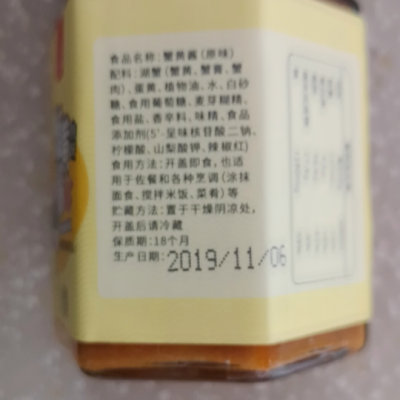 食品名称:蟹黄酱(原味)
配料:湖蟹(蟹黄、蟹膏、蟹
肉)、蛋黄、植物油、水、白砂
糖、食用葡萄糖、麦芽糊精、
食用盐、香辛料、味精、食品
添加剂(5'-呈味核苷酸二钠、
柠檬酸、山梨酸钾、辣椒红)
食用方法:开盖即食,也适
用于佐餐和各种烹调(涂抹
面食、搅拌米饭、菜肴)等
贮藏方法:置于干燥阴凉处,
开盖后请冷藏
保质期:18个月
生产日期:2019/11/06